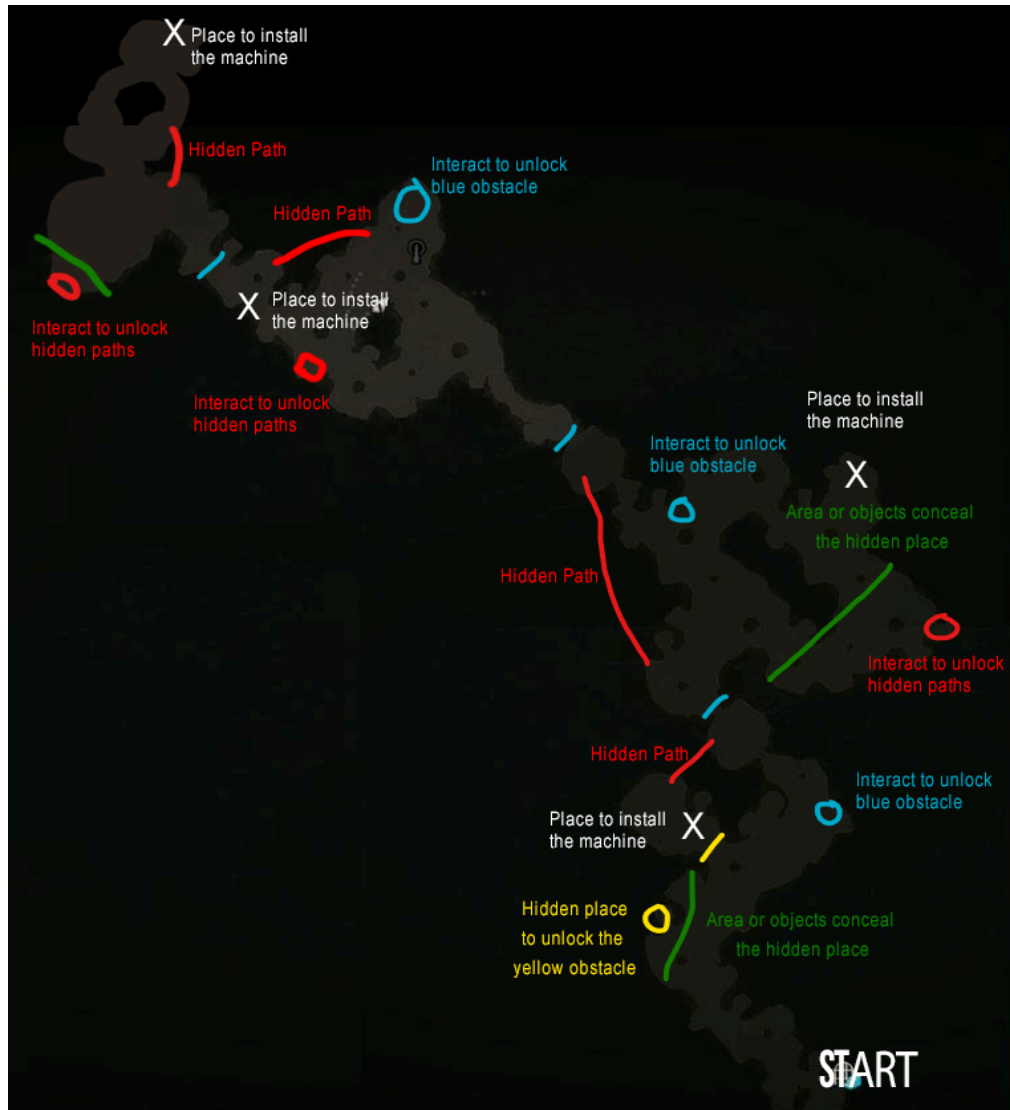 X Place to install
the machine
Hidden Path
Interact to unlock
blue obstacle
Hidden Path
X Place to install
the machine
Interact to unlock
hidden paths
Interact to unlock
hidden paths
Place to install
the machine
X
Interact to unlock
blue obstacle
Area or objects conceal
the hidden place
Hidden Path
Interact to unlock
hidden paths
Hidden Path
Interact to unlock
blue obstacle
Place to install
the machine
X
Hidden place
to unlock the
yellow obstacle
Area or objects conceal
the hidden place
START